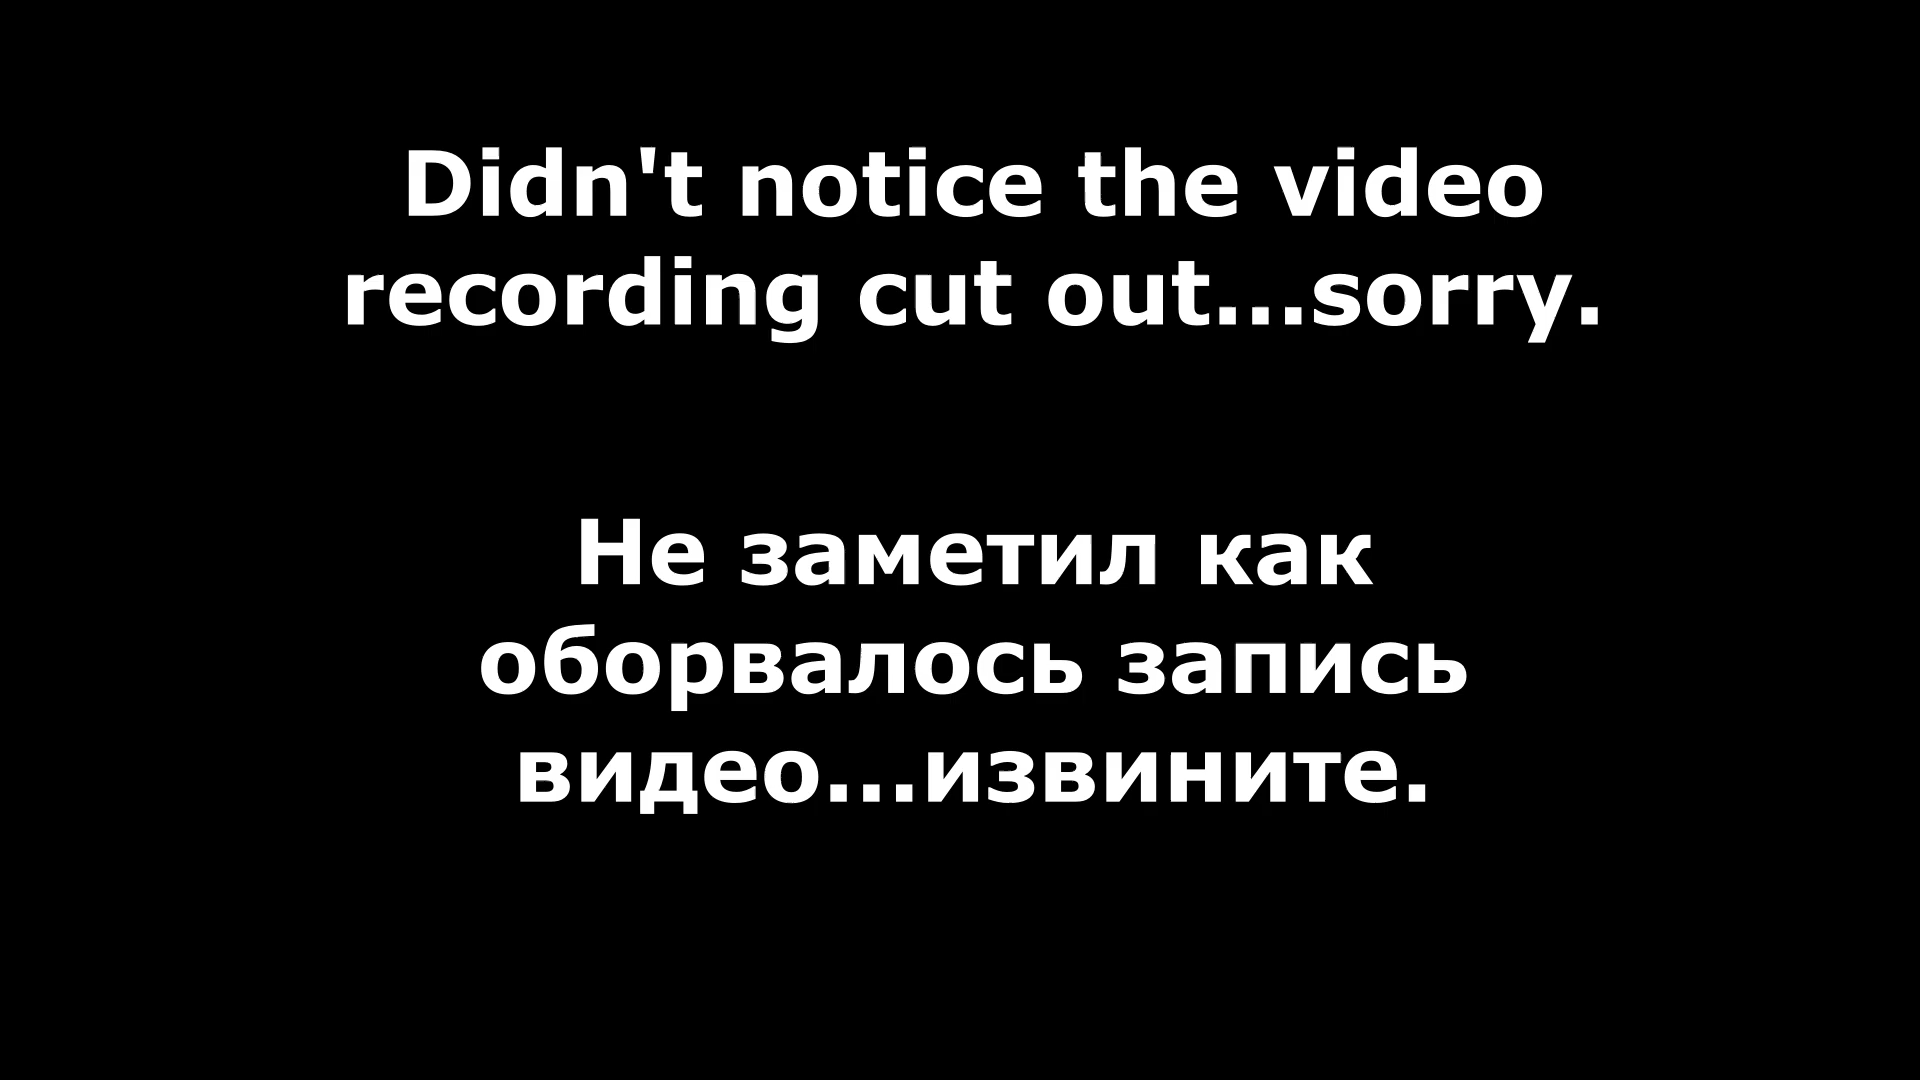 Didn't notice the video
recording cut out...sorry.
Не заметил как
оборвалось запись
видео...извините.